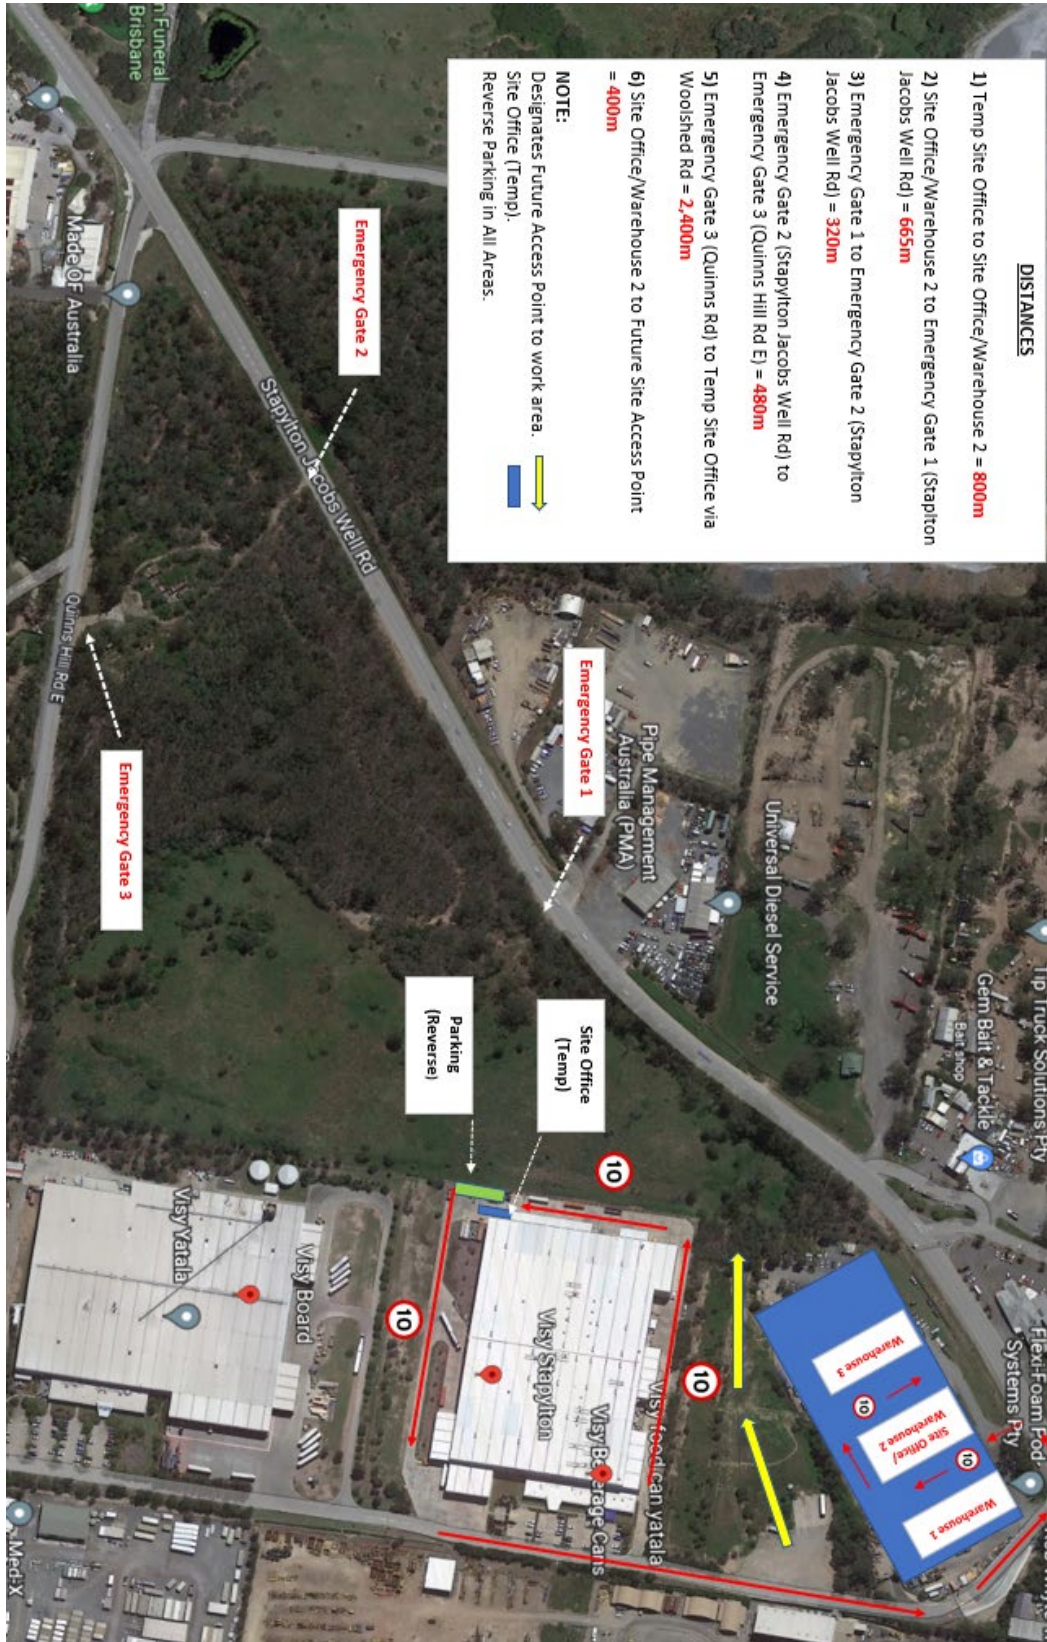 DISTANCES
1) Temp Site Office to Site Office/Warehouse 2 = 800m
2) Site Office/Warehouse 2 to Emergency Gate 1 (Staplton
Jacobs Well Rd) = 665m
3) Emergency Gate 1 to Emergency Gate 2 (Stapylton
Jacobs Well Rd) = 320m
4) Emergency Gate 2 (Stapylton Jacobs Well Rd) to
Emergency Gate 3 (Quinns Hill Rd E) = 480m
5) Emergency Gate 3 (Quinns Rd) to Temp Site Office via
Woolshed Rd = 2,400m
6) Site Office/Warehouse 2 to Future Site Access Point
= 400m
NOTE:
Designates Future Access Point to work area.
Site Office (Temp).
Reverse Parking in All Areas.
n Funeral
Brisbane
Made OF Australia
Emergency Gate 2
Stapylton Jacobs Well Rd
Quinns Hill Rd E
Emergency Gate 3
Emergency Gate 1
Pipe Management
Australia (PMA)
Universal Diesel Service
Tip Truck Solutions Pty
Gem Bait & Tackle
Bait shop
Flexi-Foam Pod-
Systems Pty
Site Office
(Temp)
Parking
(Reverse)
10
10
10
Warehouse 3
10
Site Office/
Warehouse 2
10
Warehouse 1
Visy food can yatala
Visy Beverage Cans
Visy Stapylton
Visy Board
Visy Yatala
Med-X